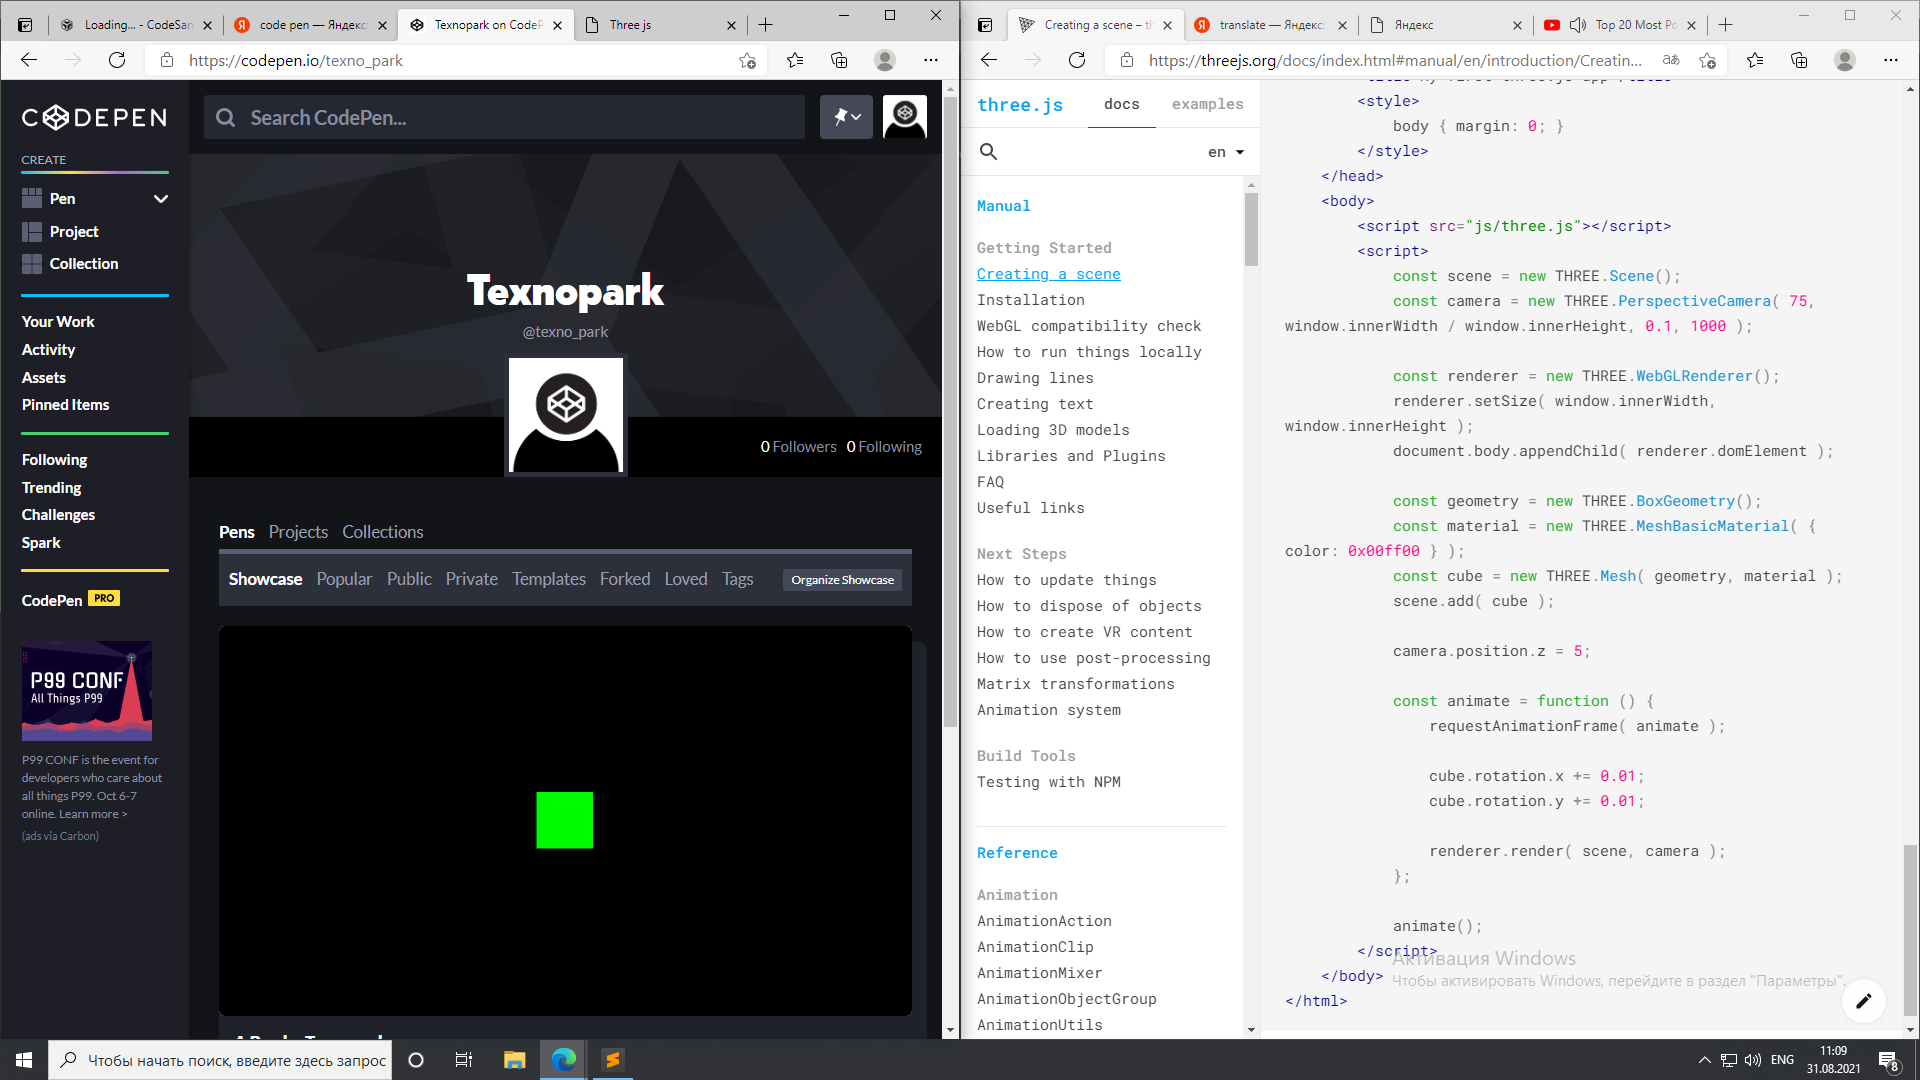 Loading... - CodeSan
code pen — Яндекс
Texnopark on CodeP
Three js
https://codepen.io/texno_park
CODEPEN
Search CodePen...
CREATE
Pen
Project
Collection
Your Work
Activity
Assets
Pinned Items
Following
Trending
Challenges
Spark
CodePen PRO
P99 CONF
All Things P99
P99 CONF is the event for
developers who care about
all things P99. Oct 6-7
online. Learn more >
(ads via Carbon)
Texnopark
@texno_park
0 Followers 0 Following
Pens Projects Collections
Showcase Popular Public Private Templates Forked Loved Tags Organize Showcase
Creating a scene – th
translate — Яндекс
Яндекс
Top 20 Most Po
https://threejs.org/docs/index.html#manual/en/introduction/Creatin...
three.js docs examples
en
Manual
Getting Started
Creating a scene
Installation
WebGL compatibility check
How to run things locally
Drawing lines
Creating text
Loading 3D models
Libraries and Plugins
FAQ
Useful links
Next Steps
How to update things
How to dispose of objects
How to create VR content
How to use post-processing
Matrix transformations
Animation system
Build Tools
Testing with NPM
Reference
Animation
AnimationAction
AnimationClip
AnimationMixer
AnimationObjectGroup
AnimationUtils
<style>
body { margin: 0; }
</style>
</head>
<body>
<script src="js/three.js"></script>
<script>
const scene = new THREE.Scene();
const camera = new THREE.PerspectiveCamera( 75,
window.innerWidth / window.innerHeight, 0.1, 1000 );
const renderer = new THREE.WebGLRenderer();
renderer.setSize( window.innerWidth,
window.innerHeight );
document.body.appendChild( renderer.domElement );
const geometry = new THREE.BoxGeometry();
const material = new THREE.MeshBasicMaterial( {
color: 0x00ff00 } );
const cube = new THREE.Mesh( geometry, material );
scene.add( cube );
camera.position.z = 5;
const animate = function () {
requestAnimationFrame( animate );
cube.rotation.x += 0.01;
cube.rotation.y += 0.01;
renderer.render( scene, camera );
};
animate();
</script>
</body>
</html>
Активация Windows
Чтобы активировать Windows, перейдите в раздел "Параметры".
Чтобы начать поиск, введите здесь запрос
ENG
11:09
31.08.2021
8